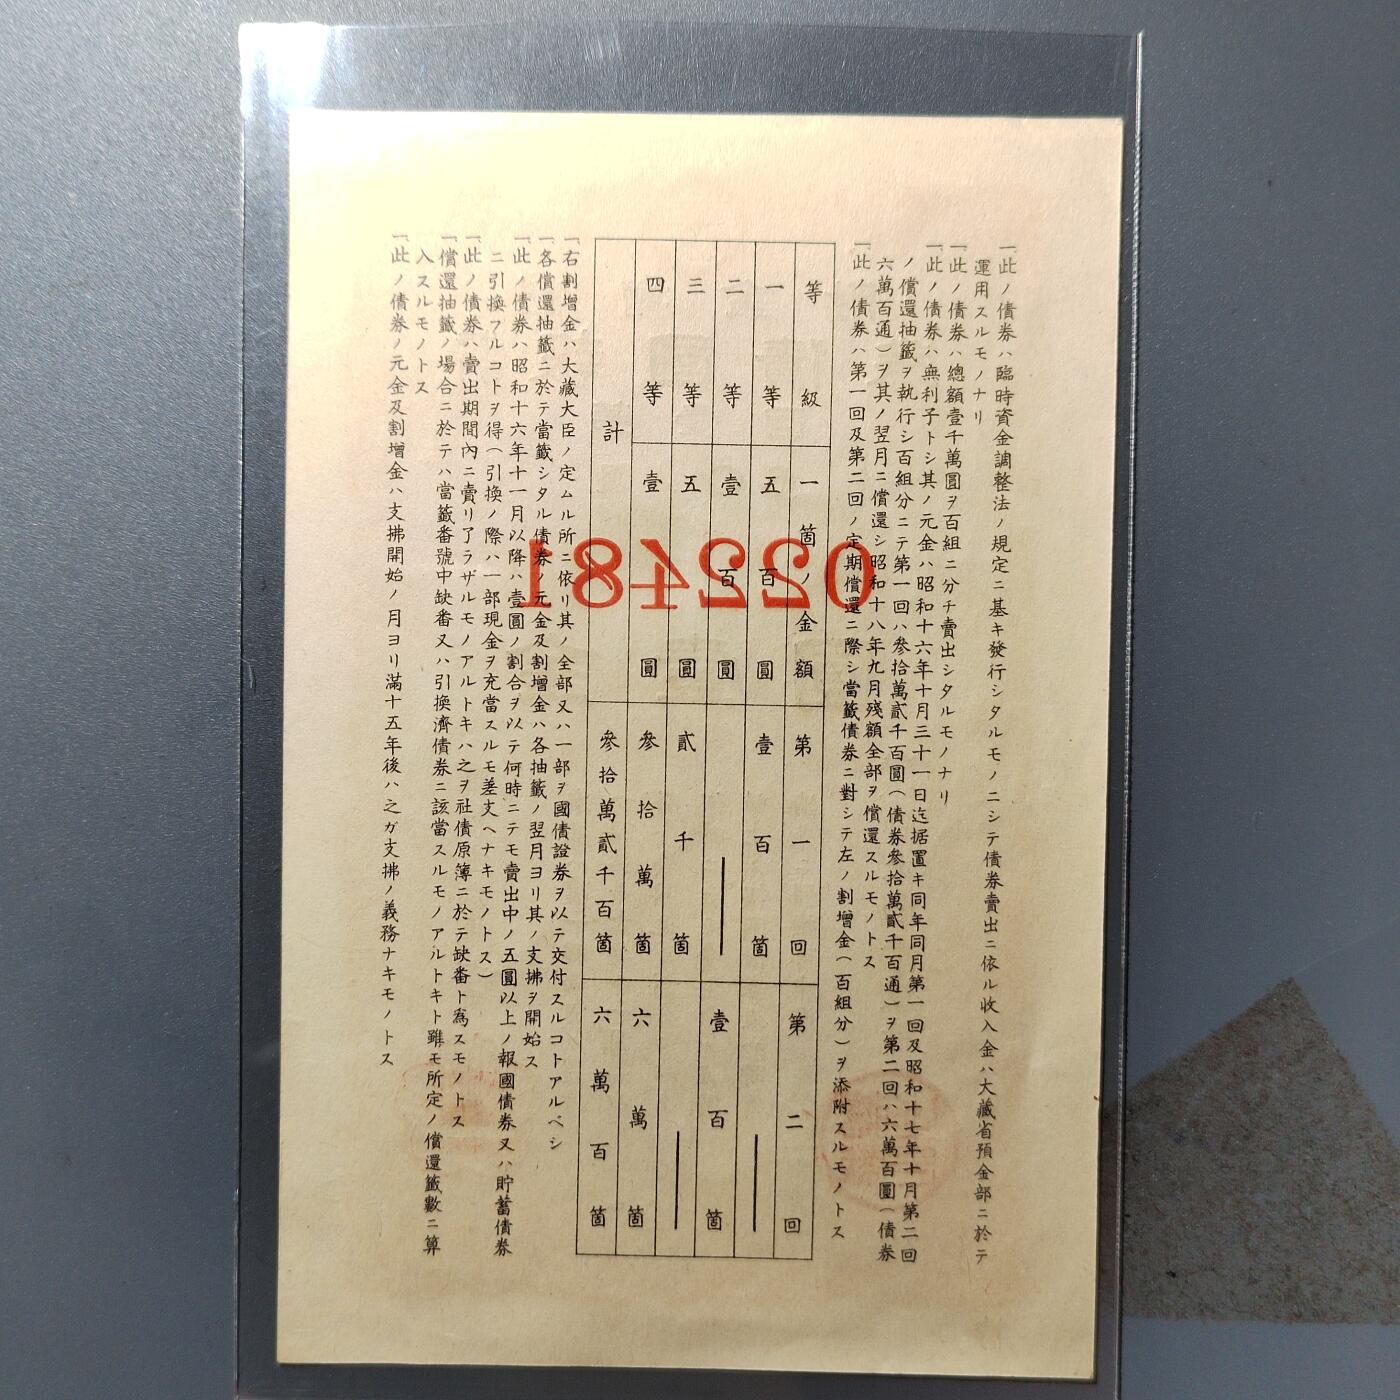 一、此ノ債券ハ臨時資金調整法ノ規定ニ基キ發行シタルモノニシテ債券賣出ニ依ル收入金ハ大藏省預金部ニ於テ
運用スルモノナリ
一、此ノ債券ハ總額壹千萬圓ヲ百組ニ分チ賣出シタルモノナリ
一、此ノ債券ハ無利子トシ其ノ元金ハ昭和十六年十月三十一日迄据置キ同年同月第一回及昭和十七年十月第二回
ノ償還抽籤ヲ執行シ百組分ニテ第一回ハ參拾萬貳千百圓(債券參拾萬貳千百通)ヲ第二回ハ六萬百圓(債券
六萬百通)ヲ其ノ翌月ニ償還シ昭和十八年九月殘額全部ヲ償還スルモノトス
一、此ノ債券ハ第一回及第二回ノ定期償還ニ際シ當籤債券ニ對シテ左ノ割增金(百組分)ヲ添附スルモノトス
等級 一箇ノ金額 第一回 第二回
一等 五百圓 壹百箇 ——
二等 壹百圓 —— 壹百箇
三等 五圓 貳千箇 ——
四等 壹圓 參拾萬箇 六萬箇
計 參拾萬貳千百箇 六萬百箇
一、右割增金ハ大藏大臣ノ定ムル所ニ依リ其ノ全部又ハ一部ヲ國債證券ヲ以テ交付スルコトアルベシ
一、各償還抽籤ニ於テ當籤シタル債券ノ元金及割增金ハ各抽籤ノ翌月ヨリ其ノ支拂ヲ開始ス
一、此ノ債券ハ昭和十六年十一月以降ハ壹圓ノ割合ヲ以テ何時ニテモ賣出中ノ五圓以上ノ報國債券又ハ貯蓄債券
ニ引換フルコトヲ得(引換ノ際ハ一部現金ヲ充當スルモ差支ヘナキモノトス)
一、此ノ債券ハ賣出期間內ニ賣リ了ラザルモノアルトキハ之ヲ社債原簿ニ於テ缺番ト爲スモノトス
一、償還抽籤ノ場合ニ於テハ當籤番號中缺番又ハ引換濟債券ニ該當スルモノアルトキト雖モ所定ノ償還籤數ニ算
入スルモノトス
一、此ノ債券ノ元金及割增金ハ支拂開始ノ月ヨリ滿十五年後ハ之ガ支拂ノ義務ナキモノトス
022481